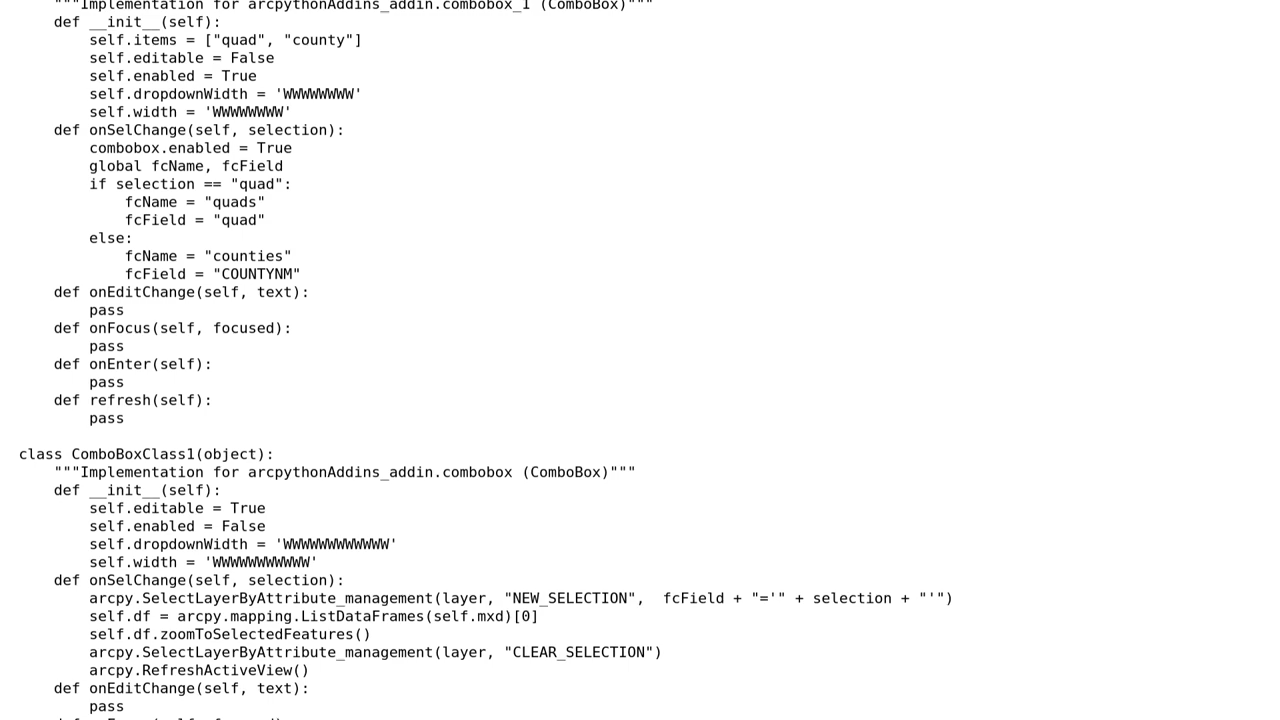 """Implementation for arcpythonAddins_addin.combobox_1 (ComboBox)"""
def __init__(self):
self.items = ["quad", "county"]
self.editable = False
self.enabled = True
self.dropdownWidth = 'WWWWWWWW'
self.width = 'WWWWWWWW'
def onSelChange(self, selection):
combobox.enabled = True
global fcName, fcField
if selection == "quad":
fcName = "quads"
fcField = "quad"
else:
fcName = "counties"
fcField = "COUNTYNM"
def onEditChange(self, text):
pass
def onFocus(self, focused):
pass
def onEnter(self):
pass
def refresh(self):
pass
class ComboBoxClass1(object):
"""Implementation for arcpythonAddins_addin.combobox (ComboBox)"""
def __init__(self):
self.editable = True
self.enabled = False
self.dropdownWidth = 'WWWWWWWWWWWW'
self.width = 'WWWWWWWWWWW'
def onSelChange(self, selection):
arcpy.SelectLayerByAttribute_management(layer, "NEW_SELECTION",  fcField + "='" + selection + "'")
self.df = arcpy.mapping.ListDataFrames(self.mxd)[0]
self.df.zoomToSelectedFeatures()
arcpy.SelectLayerByAttribute_management(layer, "CLEAR_SELECTION")
arcpy.RefreshActiveView()
def onEditChange(self, text):
pass